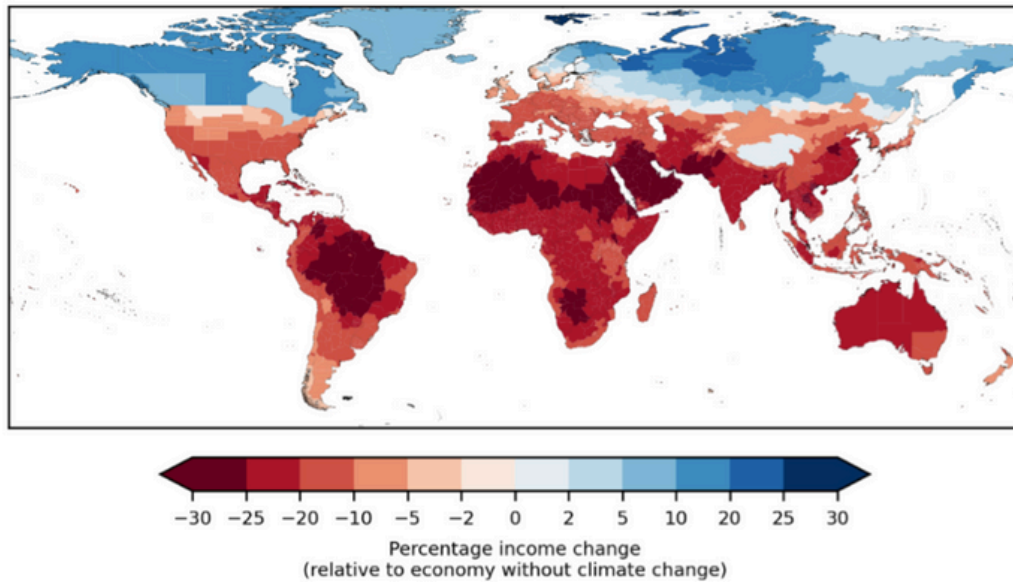 −30 −25 −20 −10 −5 −2 0 2 5 10 20 25 30
Percentage income change
(relative to economy without climate change)